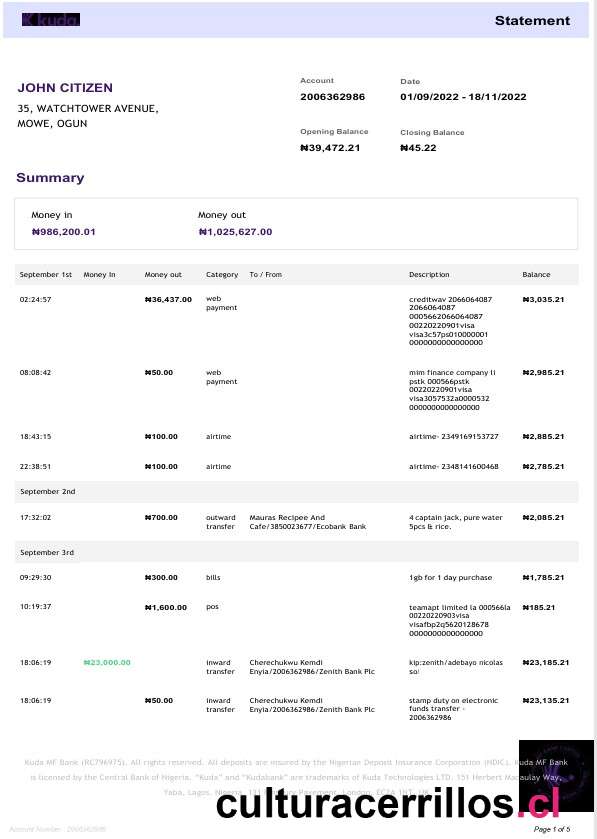 kuda.
Statement
JOHN CITIZEN
35, WATCHTOWER AVENUE,
MOWE, OGUN
Account
2006362986
Date
01/09/2022 - 18/11/2022
Opening Balance
₦39,472.21
Closing Balance
₦45.22
Summary
Money in
₦986,200.01
Money out
₦1,025,627.00
September 1st Money In Money out Category To / From Description Balance
02:24:57 ₦36,437.00 web creditwav 2066064087 ₦3,035.21
payment 2066064087
0005662066064087
00220220901visa
visa3c57ps010000001
0000000000000000
08:08:42 ₦50.00 web mim finance company li ₦2,985.21
payment pstk 000566pstk
00220220901visa
visa3057532a0000532
0000000000000000
18:43:15 ₦100.00 airtime airtime- 2349169153727 ₦2,885.21
22:38:51 ₦100.00 airtime airtime- 2348141600468 ₦2,785.21
September 2nd
17:32:02 ₦700.00 outward Mauras Recipee And 4 captain jack, pure water ₦2,085.21
transfer Cafe/3850023677/Ecobank Bank 5pcs & rice.
September 3rd
09:29:30 ₦300.00 bills 1gb for 1 day purchase ₦1,785.21
10:19:37 ₦1,600.00 pos teamapt limited la 000566la ₦185.21
00220220903visa
visafbp2q5620128678
0000000000000000
18:06:19 ₦23,000.00 inward Cherechukwu Kemdi kip:zenith/adebayo nicolas ₦23,185.21
transfer Enyia/2006362986/Zenith Bank Plc so/
18:06:19 ₦50.00 inward Cherechukwu Kemdi stamp duty on electronic ₦23,135.21
transfer Enyia/2006362986/Zenith Bank Plc funds transfer -
2006362986
Kuda MF Bank (RC796975). All rights reserved. All deposits are insured by the Nigerian Deposit Insurance Corporation (NDIC). Kuda MF Bank
is licensed by the Central Bank of Nigeria. “Kuda” and “Kudabank” are trademarks of Kuda Technologies LTD. 151 Herbert Macaulay Way,
Yaba, Lagos, Nigeria. Pavement, London, EC2A
culturacerrillos.cl
Account Number : 2006362986
Page 1 of 5